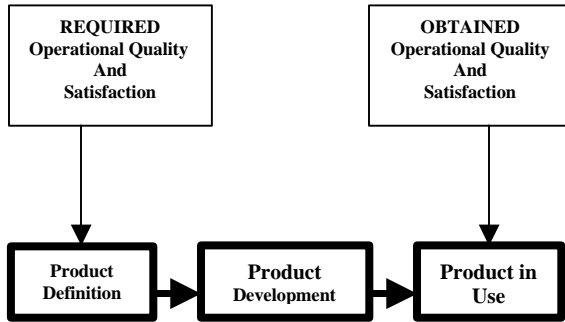 REQUIRED
Operational Quality
And
Satisfaction
OBTAINED
Operational Quality
And
Satisfaction
Product
Definition
Product
Development
Product in
Use